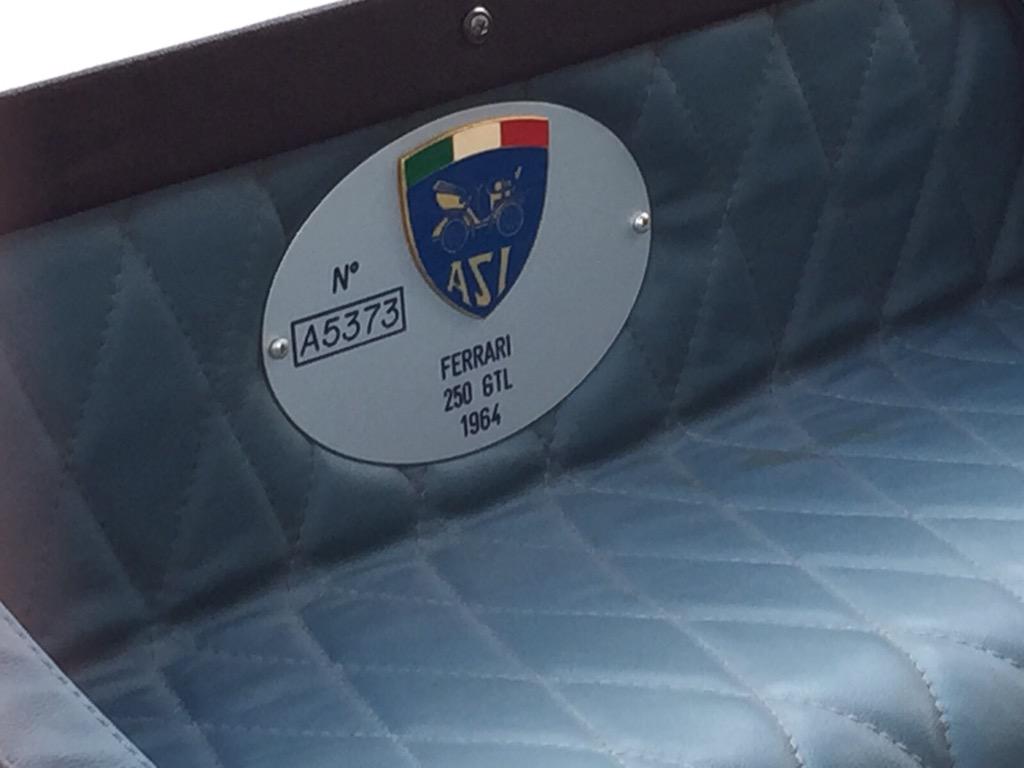 ASI
N°
A5373
FERRARI
250 GTL
1964